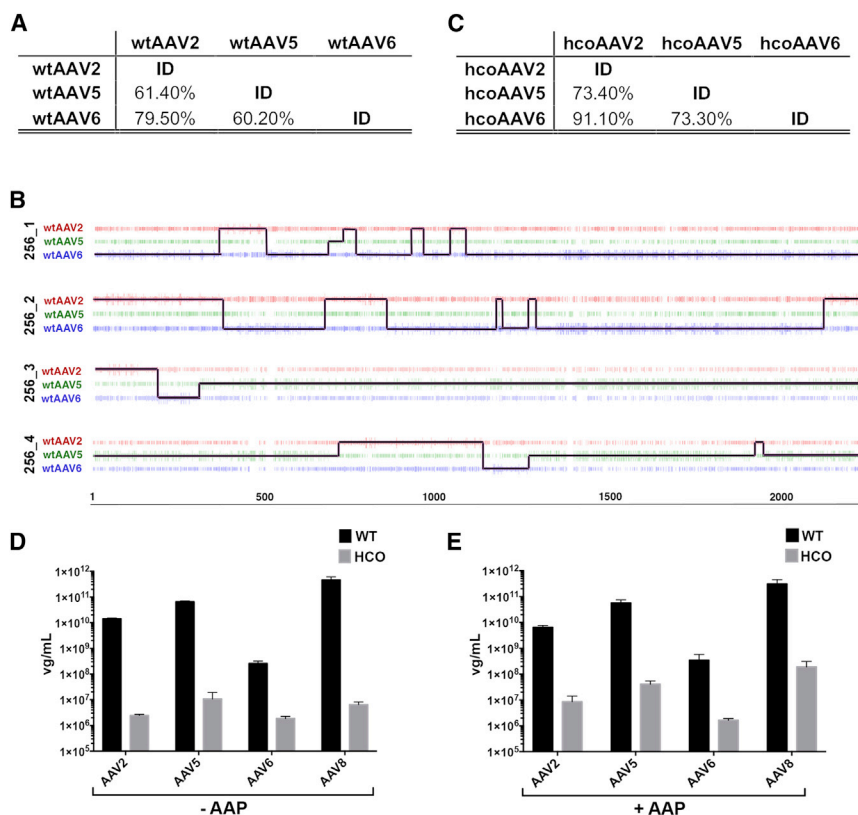 A
wtAAV2 wtAAV5 wtAAV6
wtAAV2 ID
wtAAV5 61.40% ID
wtAAV6 79.50% 60.20% ID
C
hcoAAV2 hcoAAV5 hcoAAV6
hcoAAV2 ID
hcoAAV5 73.40% ID
hcoAAV6 91.10% 73.30% ID
B
256_1
wtAAV2
wtAAV5
wtAAV6
256_2
wtAAV2
wtAAV5
wtAAV6
256_3
wtAAV2
wtAAV5
wtAAV6
256_4
wtAAV2
wtAAV5
wtAAV6
1 500 1000 1500 2000
D
WT
HCO
vg/mL
1×10¹²
1×10¹¹
1×10¹⁰
1×10⁹
1×10⁸
1×10⁷
1×10⁶
1×10⁵
AAV2 AAV5 AAV6 AAV8
- AAP
E
WT
HCO
vg/mL
1×10¹²
1×10¹¹
1×10¹⁰
1×10⁹
1×10⁸
1×10⁷
1×10⁶
1×10⁵
AAV2 AAV5 AAV6 AAV8
+ AAP